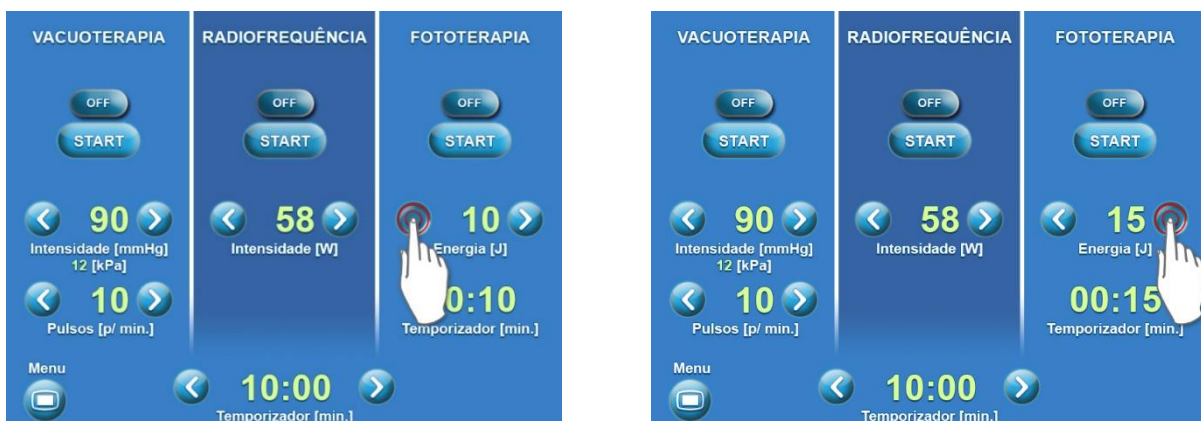 VACUOTERAPIA
OFF
START
90
Intensidade [mmHg]
12 [kPa]
10
Pulsos [p/ min.]
Menu
RADIOFREQUÊNCIA
OFF
START
58
Intensidade [W]
10:00
Temporizador [min.]
FOTOTERAPIA
OFF
START
10
Energia [J]
0:10
Temporizador [min.]
VACUOTERAPIA
OFF
START
90
Intensidade [mmHg]
12 [kPa]
10
Pulsos [p/ min.]
Menu
RADIOFREQUÊNCIA
OFF
START
58
Intensidade [W]
10:00
Temporizador [min.]
FOTOTERAPIA
OFF
START
15
Energia [J]
00:15
Temporizador [min.]